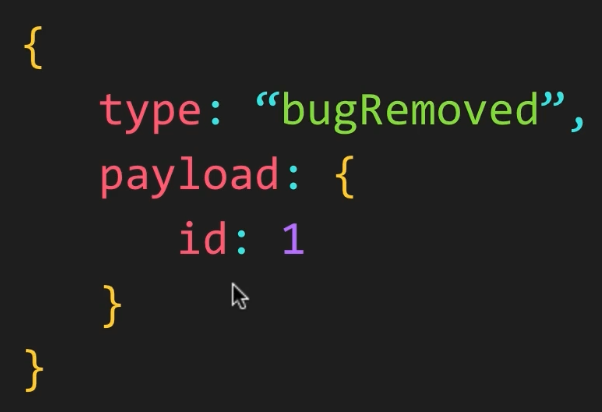 {
type: “bugRemoved”,
payload: {
id: 1
}
}